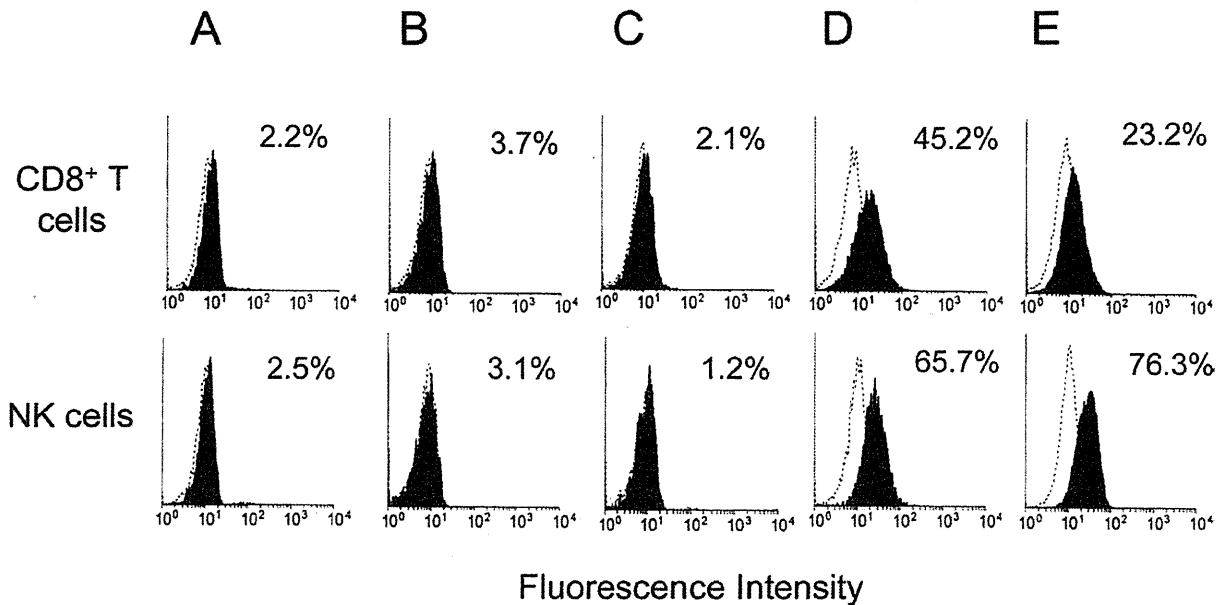 A B C D E
CD8⁺ T cells
2.2% 3.7% 2.1% 45.2% 23.2%
10⁰ 10¹ 10² 10³ 10⁴ 10⁰ 10¹ 10² 10³ 10⁴ 10⁰ 10¹ 10² 10³ 10⁴ 10⁰ 10¹ 10² 10³ 10⁴ 10⁰ 10¹ 10² 10³ 10⁴
NK cells
2.5% 3.1% 1.2% 65.7% 76.3%
10⁰ 10¹ 10² 10³ 10⁴ 10⁰ 10¹ 10² 10³ 10⁴ 10⁰ 10¹ 10² 10³ 10⁴ 10⁰ 10¹ 10² 10³ 10⁴ 10⁰ 10¹ 10² 10³ 10⁴
Fluorescence Intensity